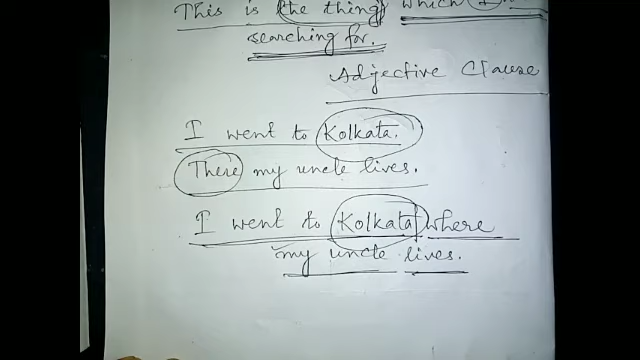 This is the thing which I
searching for.
Adjective Clause
I went to Kolkata.
There my uncle lives.
I went to Kolkata where
my uncle lives.